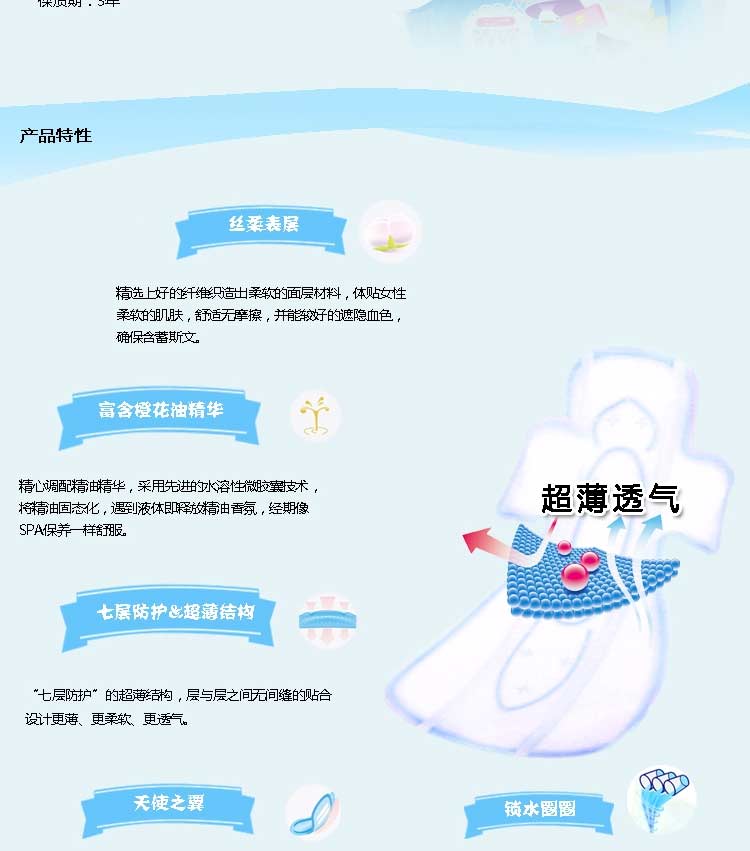 保质期：3年
产品特性
丝柔表层
精选上好的纤维织造出柔软的面层材料，体贴女性
柔软的肌肤，舒适无摩擦，并能较好的遮隐血色，
确保含蓄斯文。
富含橙花油精华
精心调配精油精华，采用先进的水溶性微胶囊技术，
将精油固态化，遇到液体即释放精油香氛，经期像
SPA保养一样舒服。
超薄透气
七层防护&超薄结构
“七层防护”的超薄结构，层与层之间无间缝的贴合
设计更薄、更柔软、更透气。
天使之翼
锁水圈圈